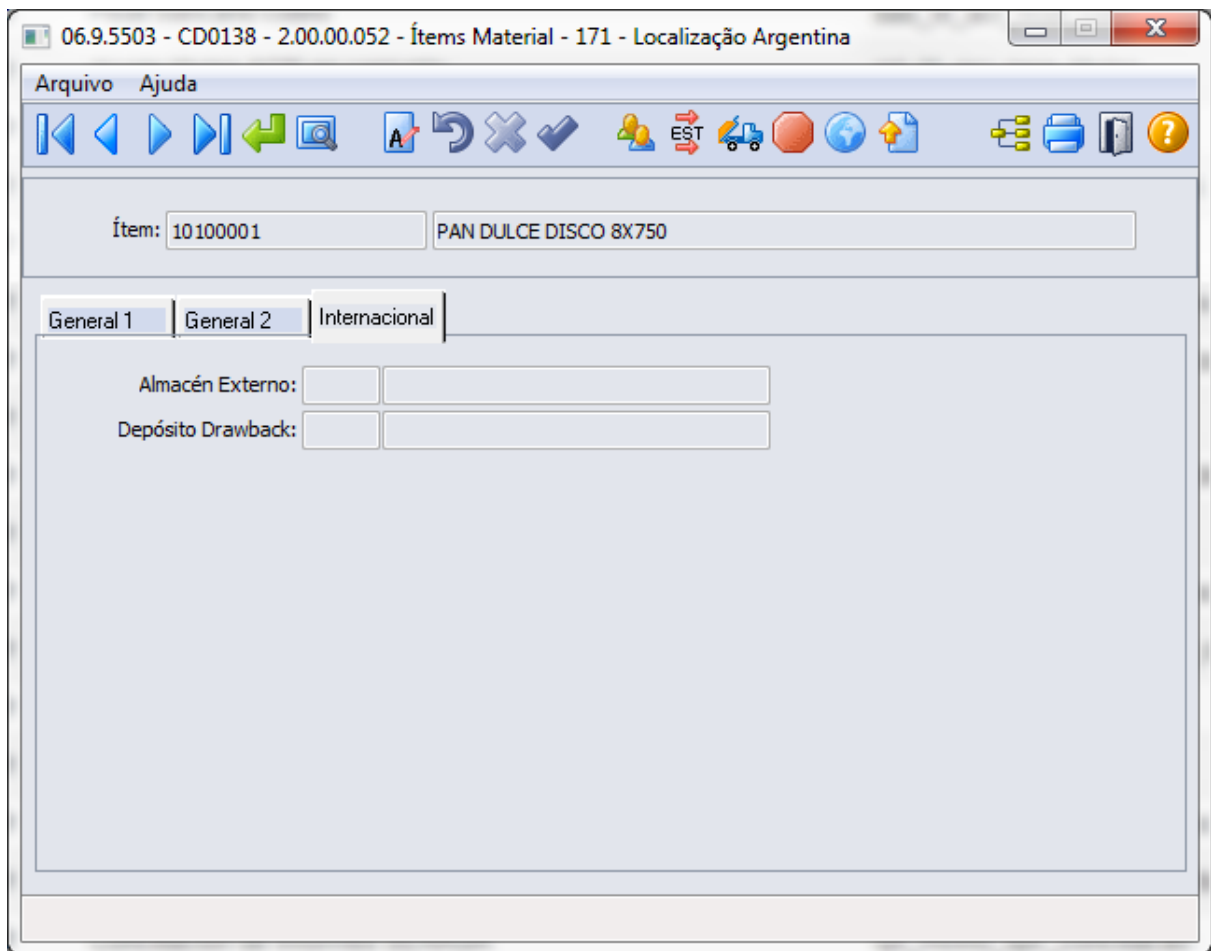 06.9.5503 - CD0138 - 2.00.00.052 - Ítems Material - 171 - Localização Argentina
Arquivo Ajuda
A EST ?
Ítem: 10100001 PAN DULCE DISCO 8X750
General 1 General 2 Internacional
Almacén Externo:
Depósito Drawback: